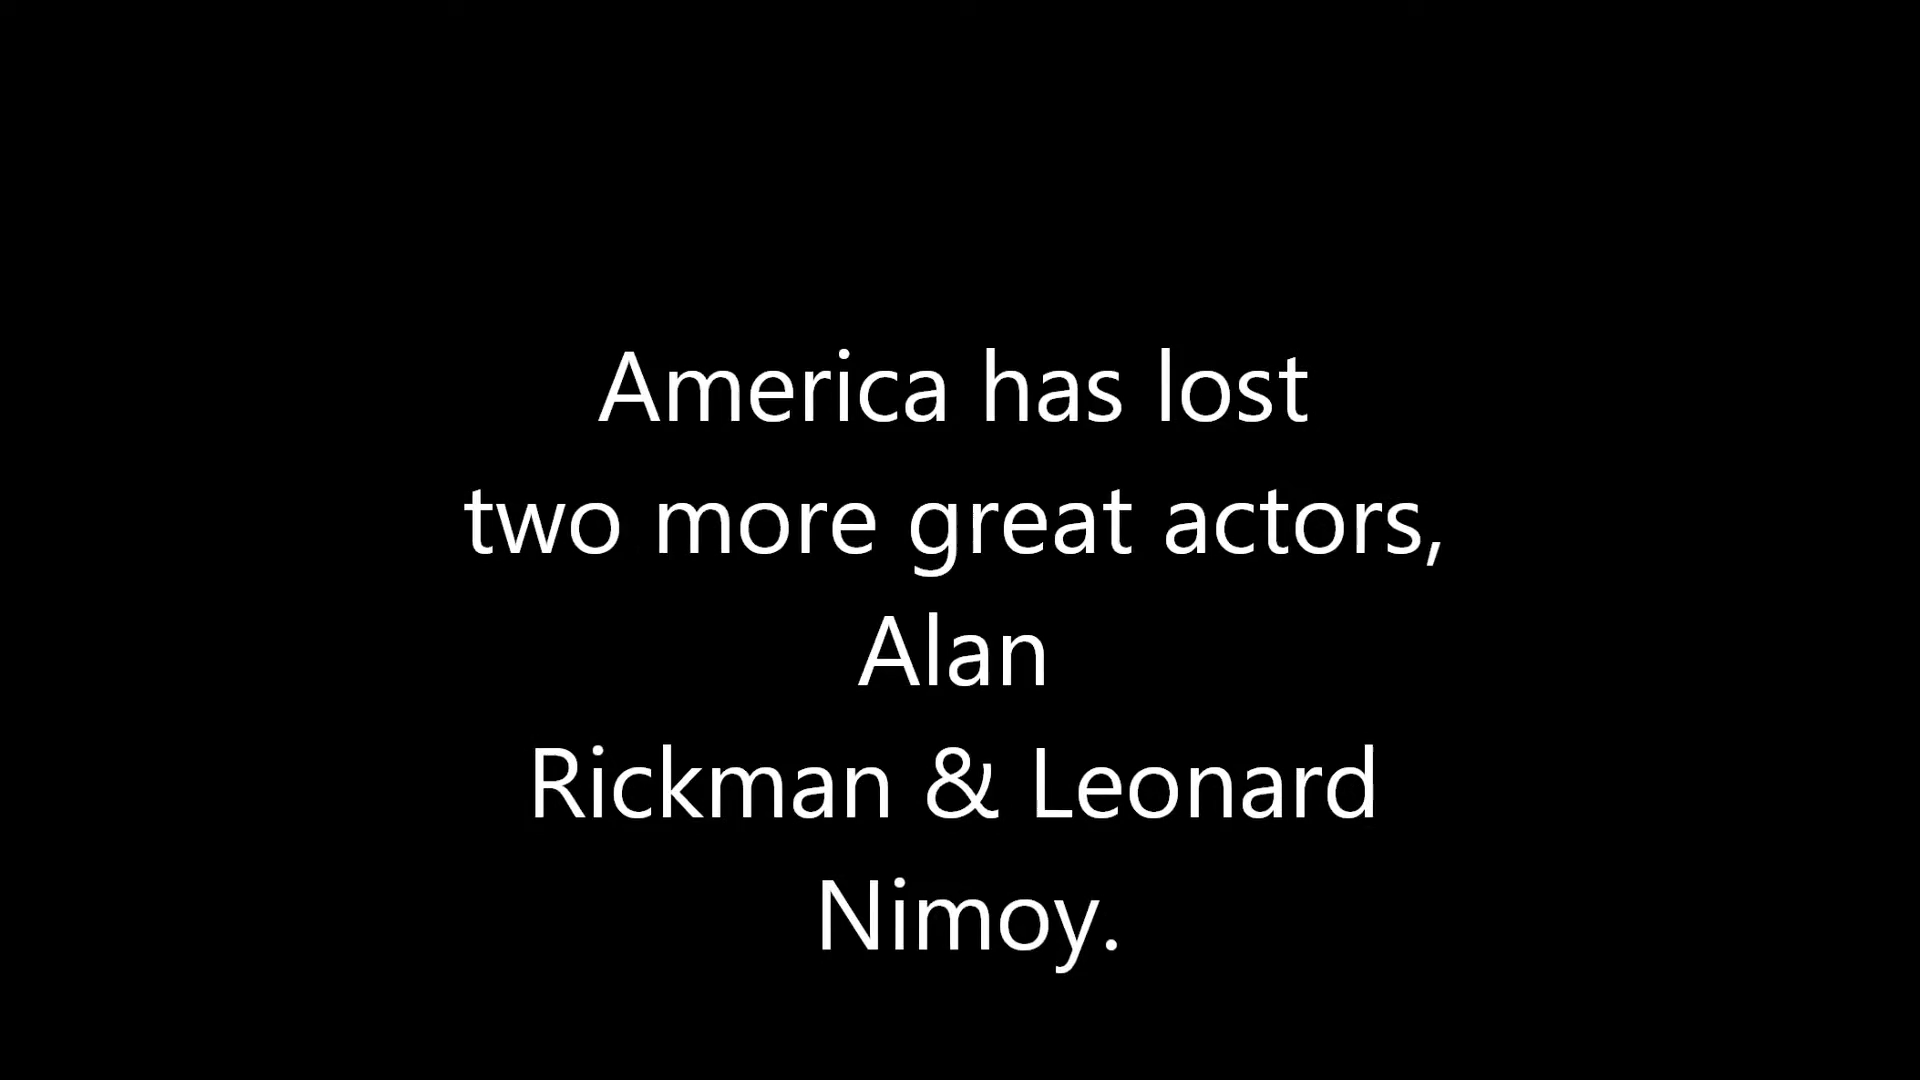 America has lost
two more great actors,
Alan
Rickman & Leonard
Nimoy.